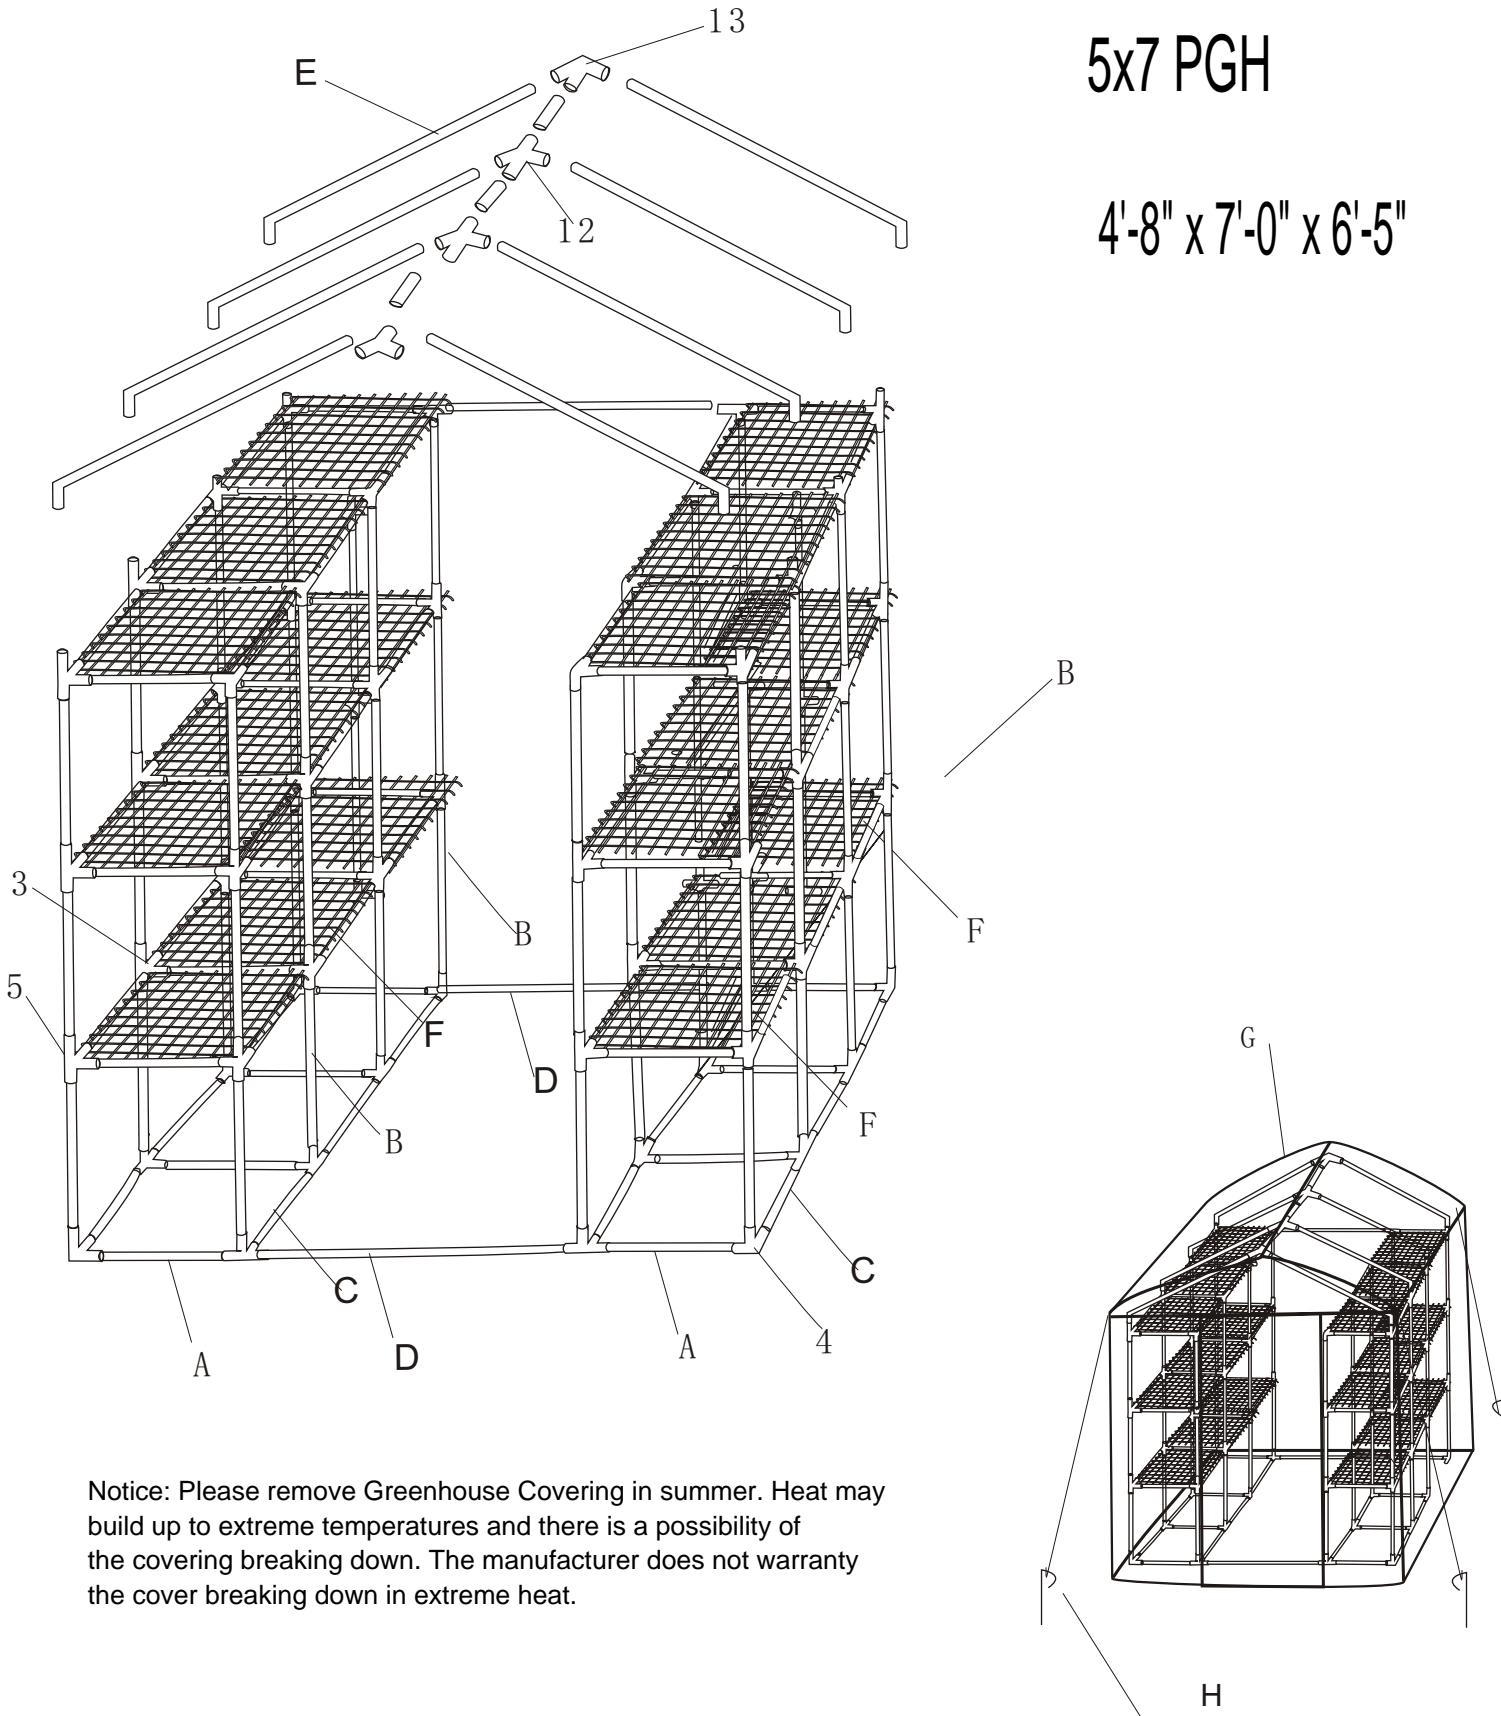 13
5x7 PGH
E
4'-8" x 7'-0" x 6'-5"
12
B
3
B
F
5
F
D
G
B
F
C
C
A
D
A
4
Notice: Please remove Greenhouse Covering in summer. Heat may
build up to extreme temperatures and there is a possibility of
the covering breaking down. The manufacturer does not warranty
the cover breaking down in extreme heat.
H